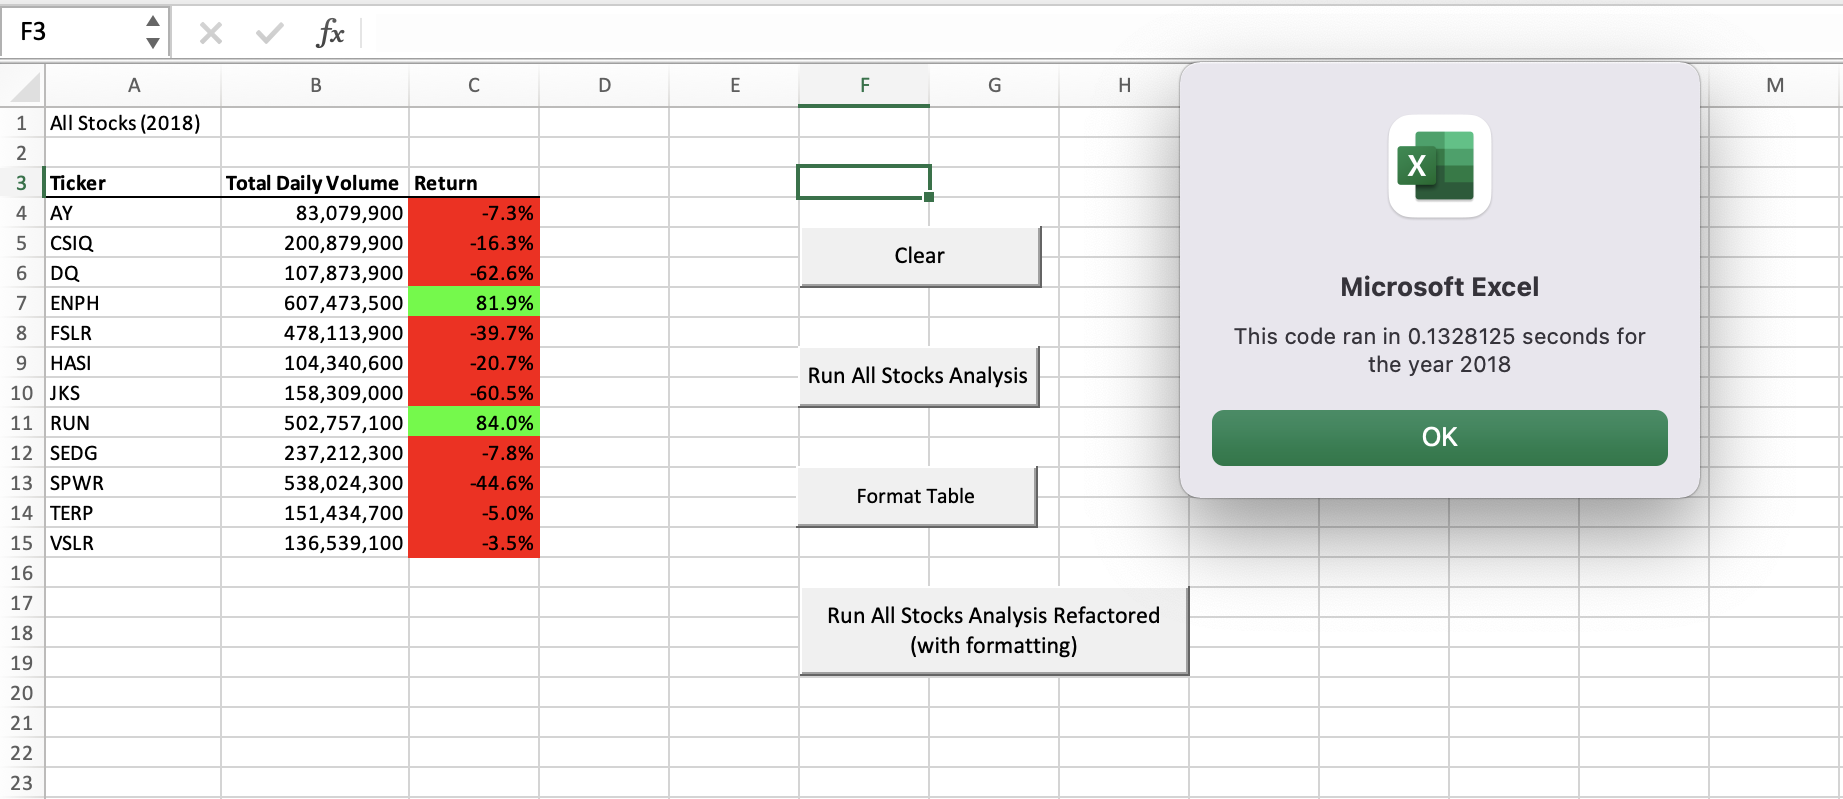 F3
fx
A B C D E F G H M
1 All Stocks (2018)
2
3 Ticker Total Daily Volume Return
4 AY 83,079,900 -7.3%
5 CSIQ 200,879,900 -16.3%
6 DQ 107,873,900 -62.6%
7 ENPH 607,473,500 81.9%
8 FSLR 478,113,900 -39.7%
9 HASI 104,340,600 -20.7%
10 JKS 158,309,000 -60.5%
11 RUN 502,757,100 84.0%
12 SEDG 237,212,300 -7.8%
13 SPWR 538,024,300 -44.6%
14 TERP 151,434,700 -5.0%
15 VSLR 136,539,100 -3.5%
16
17
18
19
20
21
22
23
Clear
Run All Stocks Analysis
Format Table
Run All Stocks Analysis Refactored
(with formatting)
X
Microsoft Excel
This code ran in 0.1328125 seconds for
the year 2018
OK